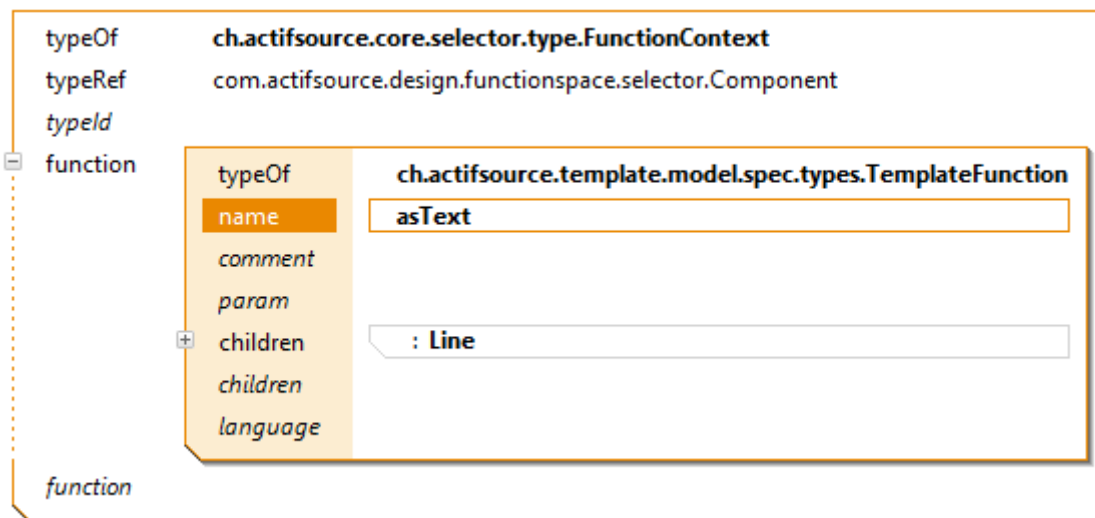 typeOf ch.actifsource.core.selector.type.FunctionContext
typeRef com.actifsource.design.functionspace.selector.Component
typeId
function
typeOf ch.actifsource.template.model.spec.types.TemplateFunction
name asText
comment
param
children : Line
children
language
function